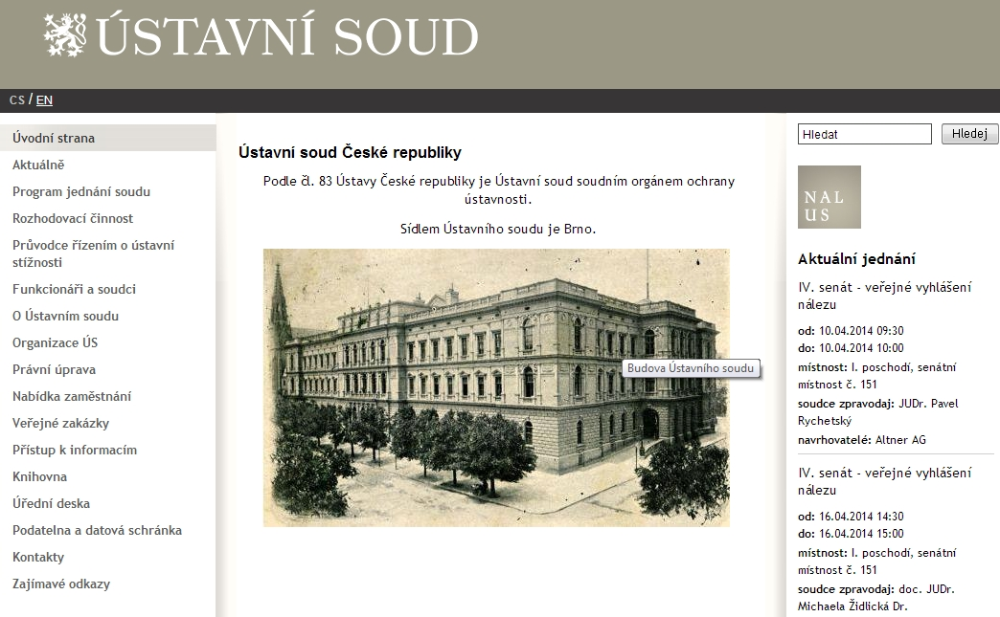 ÚSTAVNÍ SOUD
CS / EN
Úvodní strana
Aktuálně
Program jednání soudu
Rozhodovací činnost
Průvodce řízením o ústavní
stížnosti
Funkcionáři a soudci
O Ústavním soudu
Organizace ÚS
Právní úprava
Nabídka zaměstnání
Veřejné zakázky
Přístup k informacím
Knihovna
Úřední deska
Podatelna a datová schránka
Kontakty
Zajímavé odkazy
Ústavní soud České republiky
Podle čl. 83 Ústavy České republiky je Ústavní soud soudním orgánem ochrany
ústavnosti.
Sídlem Ústavního soudu je Brno.
Budova Ústavního soudu
Hledat
Hledej
NAL
US
Aktuální jednání
IV. senát - veřejné vyhlášení
nálezu
od: 10.04.2014 09:30
do: 10.04.2014 10:00
místnost: I. poschodí, senátní
místnost č. 151
soudce zpravodaj: JUDr. Pavel
Rychetský
navrhovatelé: Altner AG
IV. senát - veřejné vyhlášení
nálezu
od: 16.04.2014 14:30
do: 16.04.2014 15:00
místnost: I. poschodí, senátní
místnost č. 151
soudce zpravodaj: doc. JUDr.
Michaela Židlická Dr.